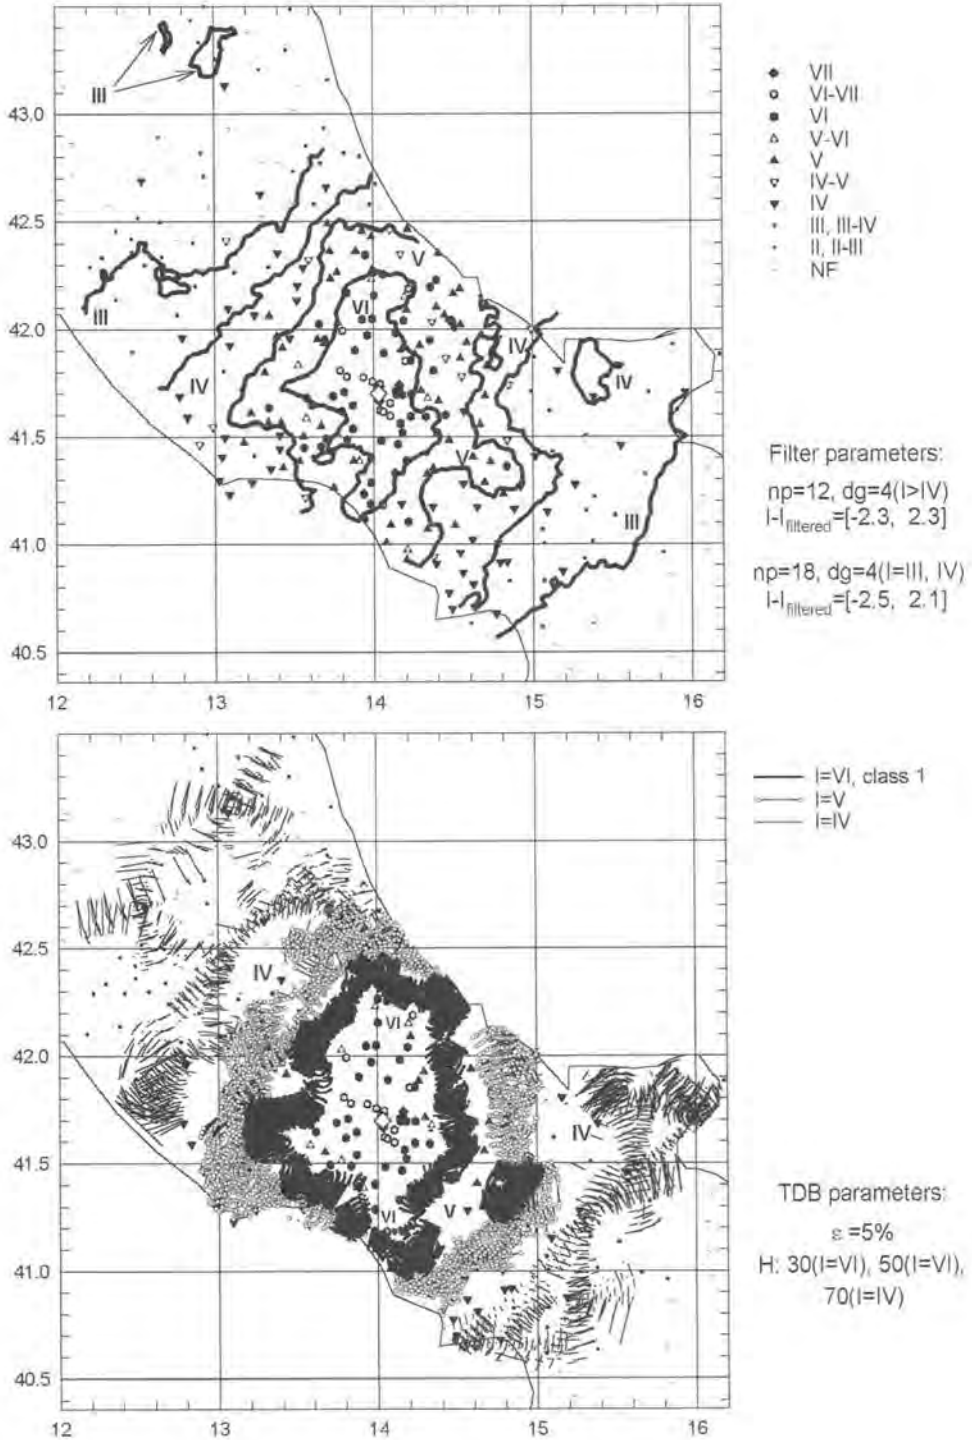 III
43.0
42.5
42.0
41.5
41.0
40.5
12
13
14
15
16
III
IV
V
VI
IV
IV
V
III
VII
VI-VII
VI
V-VI
V
IV-V
IV
III, III-IV
II, II-III
NF
Filter parameters:
np=12, dg=4(I>IV)
I-Ifiltered=[-2.3, 2.3]
np=18, dg=4(I=III, IV)
I-Ifiltered=[-2.5, 2.1]
43.0
42.5
42.0
41.5
41.0
40.5
12
13
14
15
16
IV
VI
IV
V
VI
I=VI, class 1
I=V
I=IV
TDB parameters:
ε =5%
H: 30(I=VI), 50(I=VI),
70(I=IV)